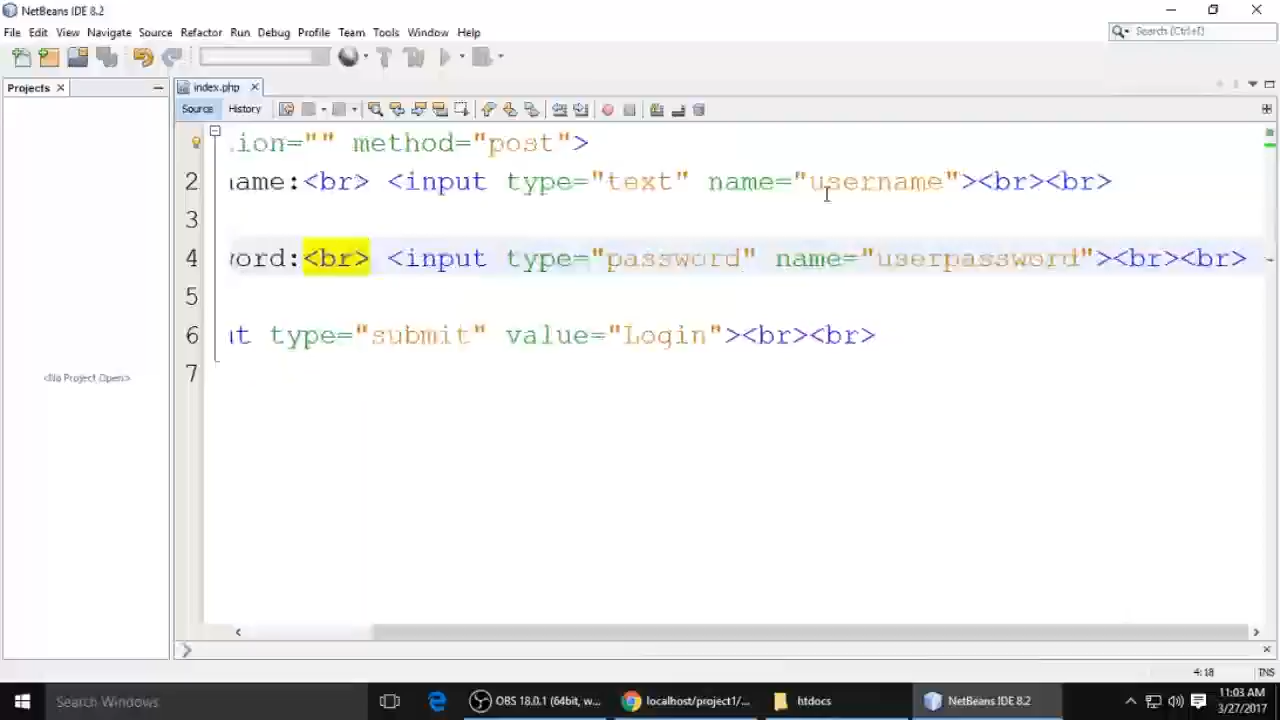 NetBeans IDE 8.2
File Edit View Navigate Source Refactor Run Debug Profile Team Tools Window Help
Search (Ctrl+I)
Projects
index.php
Source History
ion="" method="post">
2 name:<br> <input type="text" name="username"><br><br>
3
4 word:<br> <input type="password" name="userpassword"><br><br>
5
6 ut type="submit" value="Login"><br><br>
7
<No Project Open>
4:18 INS
Search Windows
OBS 18.0.1 (64bit, w...
localhost/project1/...
htdocs
NetBeans IDE 8.2
11:03 AM
3/27/2017